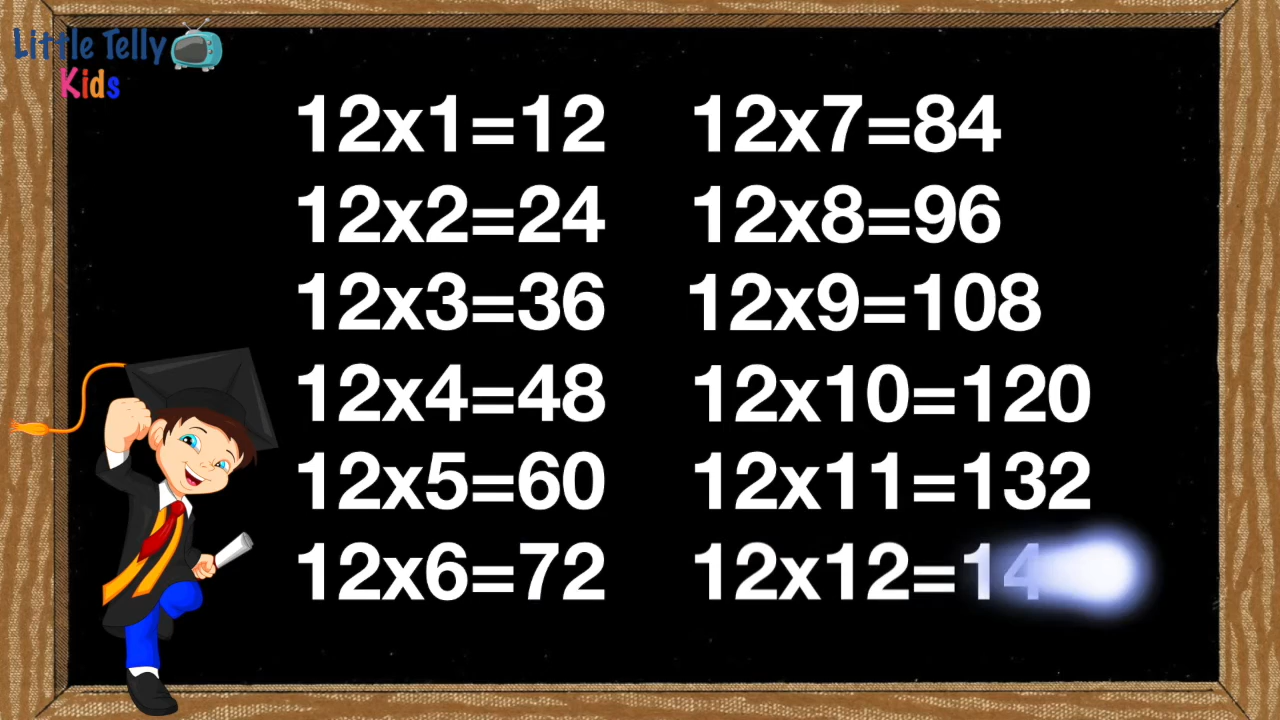 Little Telly
Kids
12x1=12
12x2=24
12x3=36
12x4=48
12x5=60
12x6=72
12x7=84
12x8=96
12x9=108
12x10=120
12x11=132
12x12=14